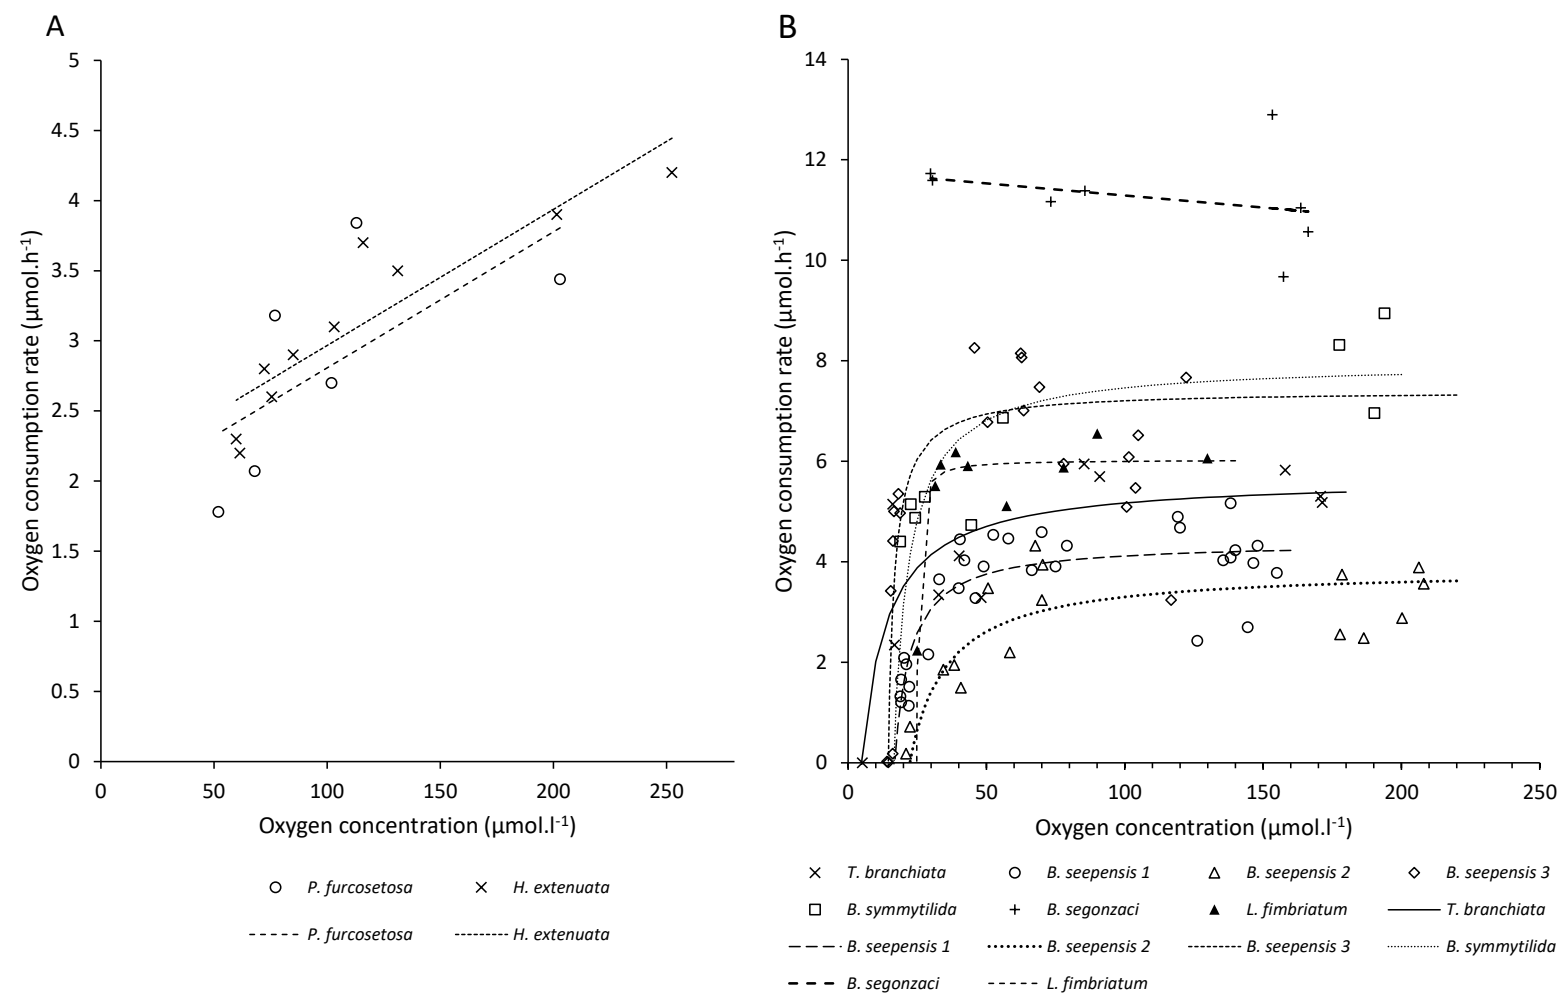 A
B
5
4.5
4
3.5
3
2.5
2
1.5
1
0.5
0
0
50
100
150
200
250
Oxygen consumption rate (µmol.h-1)
Oxygen concentration (µmol.l-1)
P. furcosetosa
H. extenuata
P. furcosetosa
H. extenuata
14
12
10
8
6
4
2
0
0
50
100
150
200
250
Oxygen consumption rate (µmol.h-1)
Oxygen concentration (µmol.l-1)
T. branchiata
B. seepensis 1
B. seepensis 2
B. seepensis 3
B. symmytilida
B. segonzaci
L. fimbriatum
T. branchiata
B. seepensis 1
B. seepensis 2
B. seepensis 3
B. symmytilida
B. segonzaci
L. fimbriatum